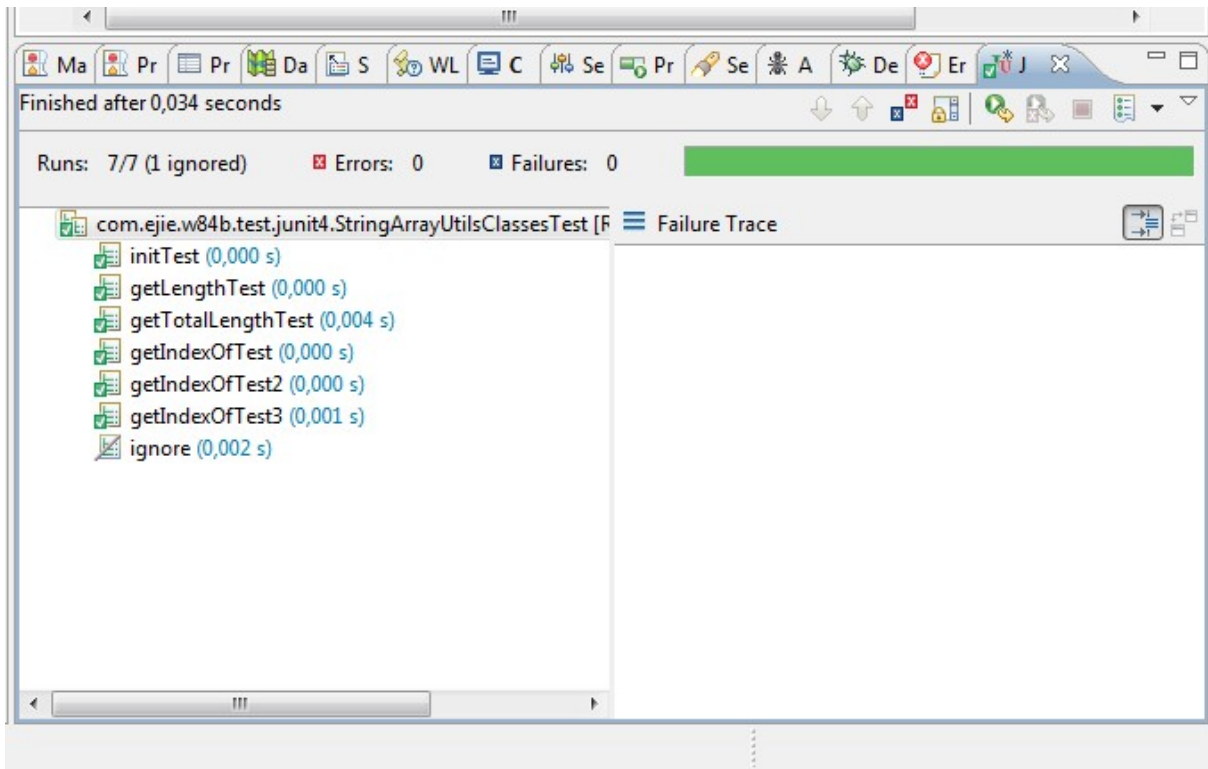 Ma Pr Pr Da S WL C Se Pr Se A De Er J
Finished after 0,034 seconds
Runs: 7/7 (1 ignored) Errors: 0 Failures: 0
com.ejie.w84b.test.junit4.StringArrayUtilsClassesTest [R
Failure Trace
initTest (0,000 s)
getLengthTest (0,000 s)
getTotalLengthTest (0,004 s)
getIndexOfTest (0,000 s)
getIndexOfTest2 (0,000 s)
getIndexOfTest3 (0,001 s)
ignore (0,002 s)